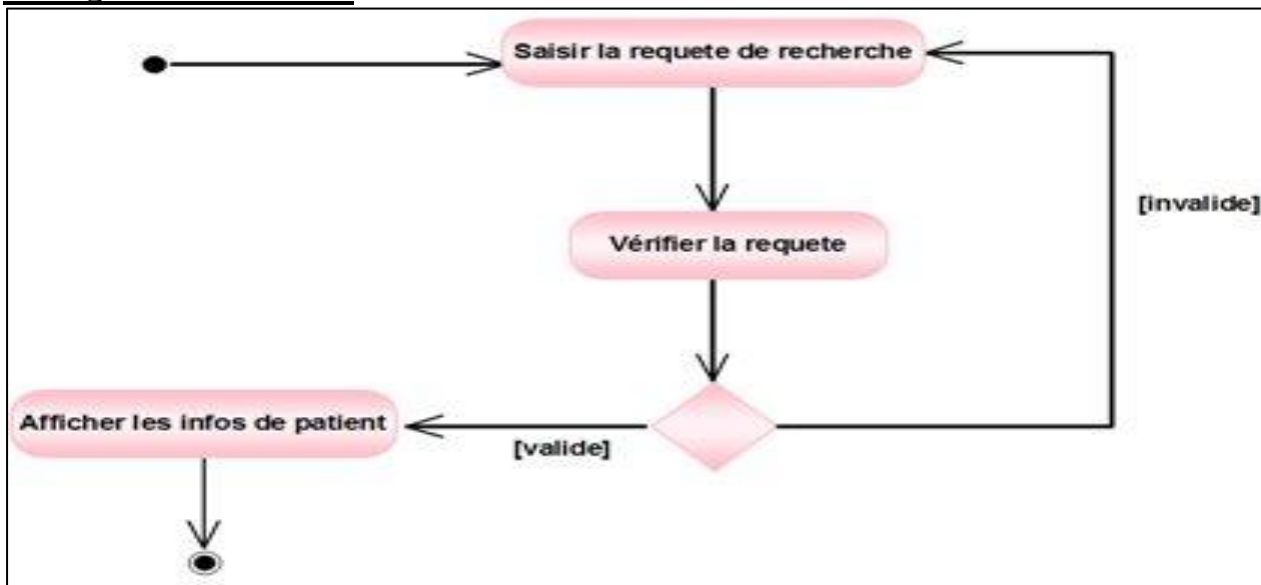 Saisir la requete de recherche
[invalide]
Vérifier la requete
Afficher les infos de patient
[valide]